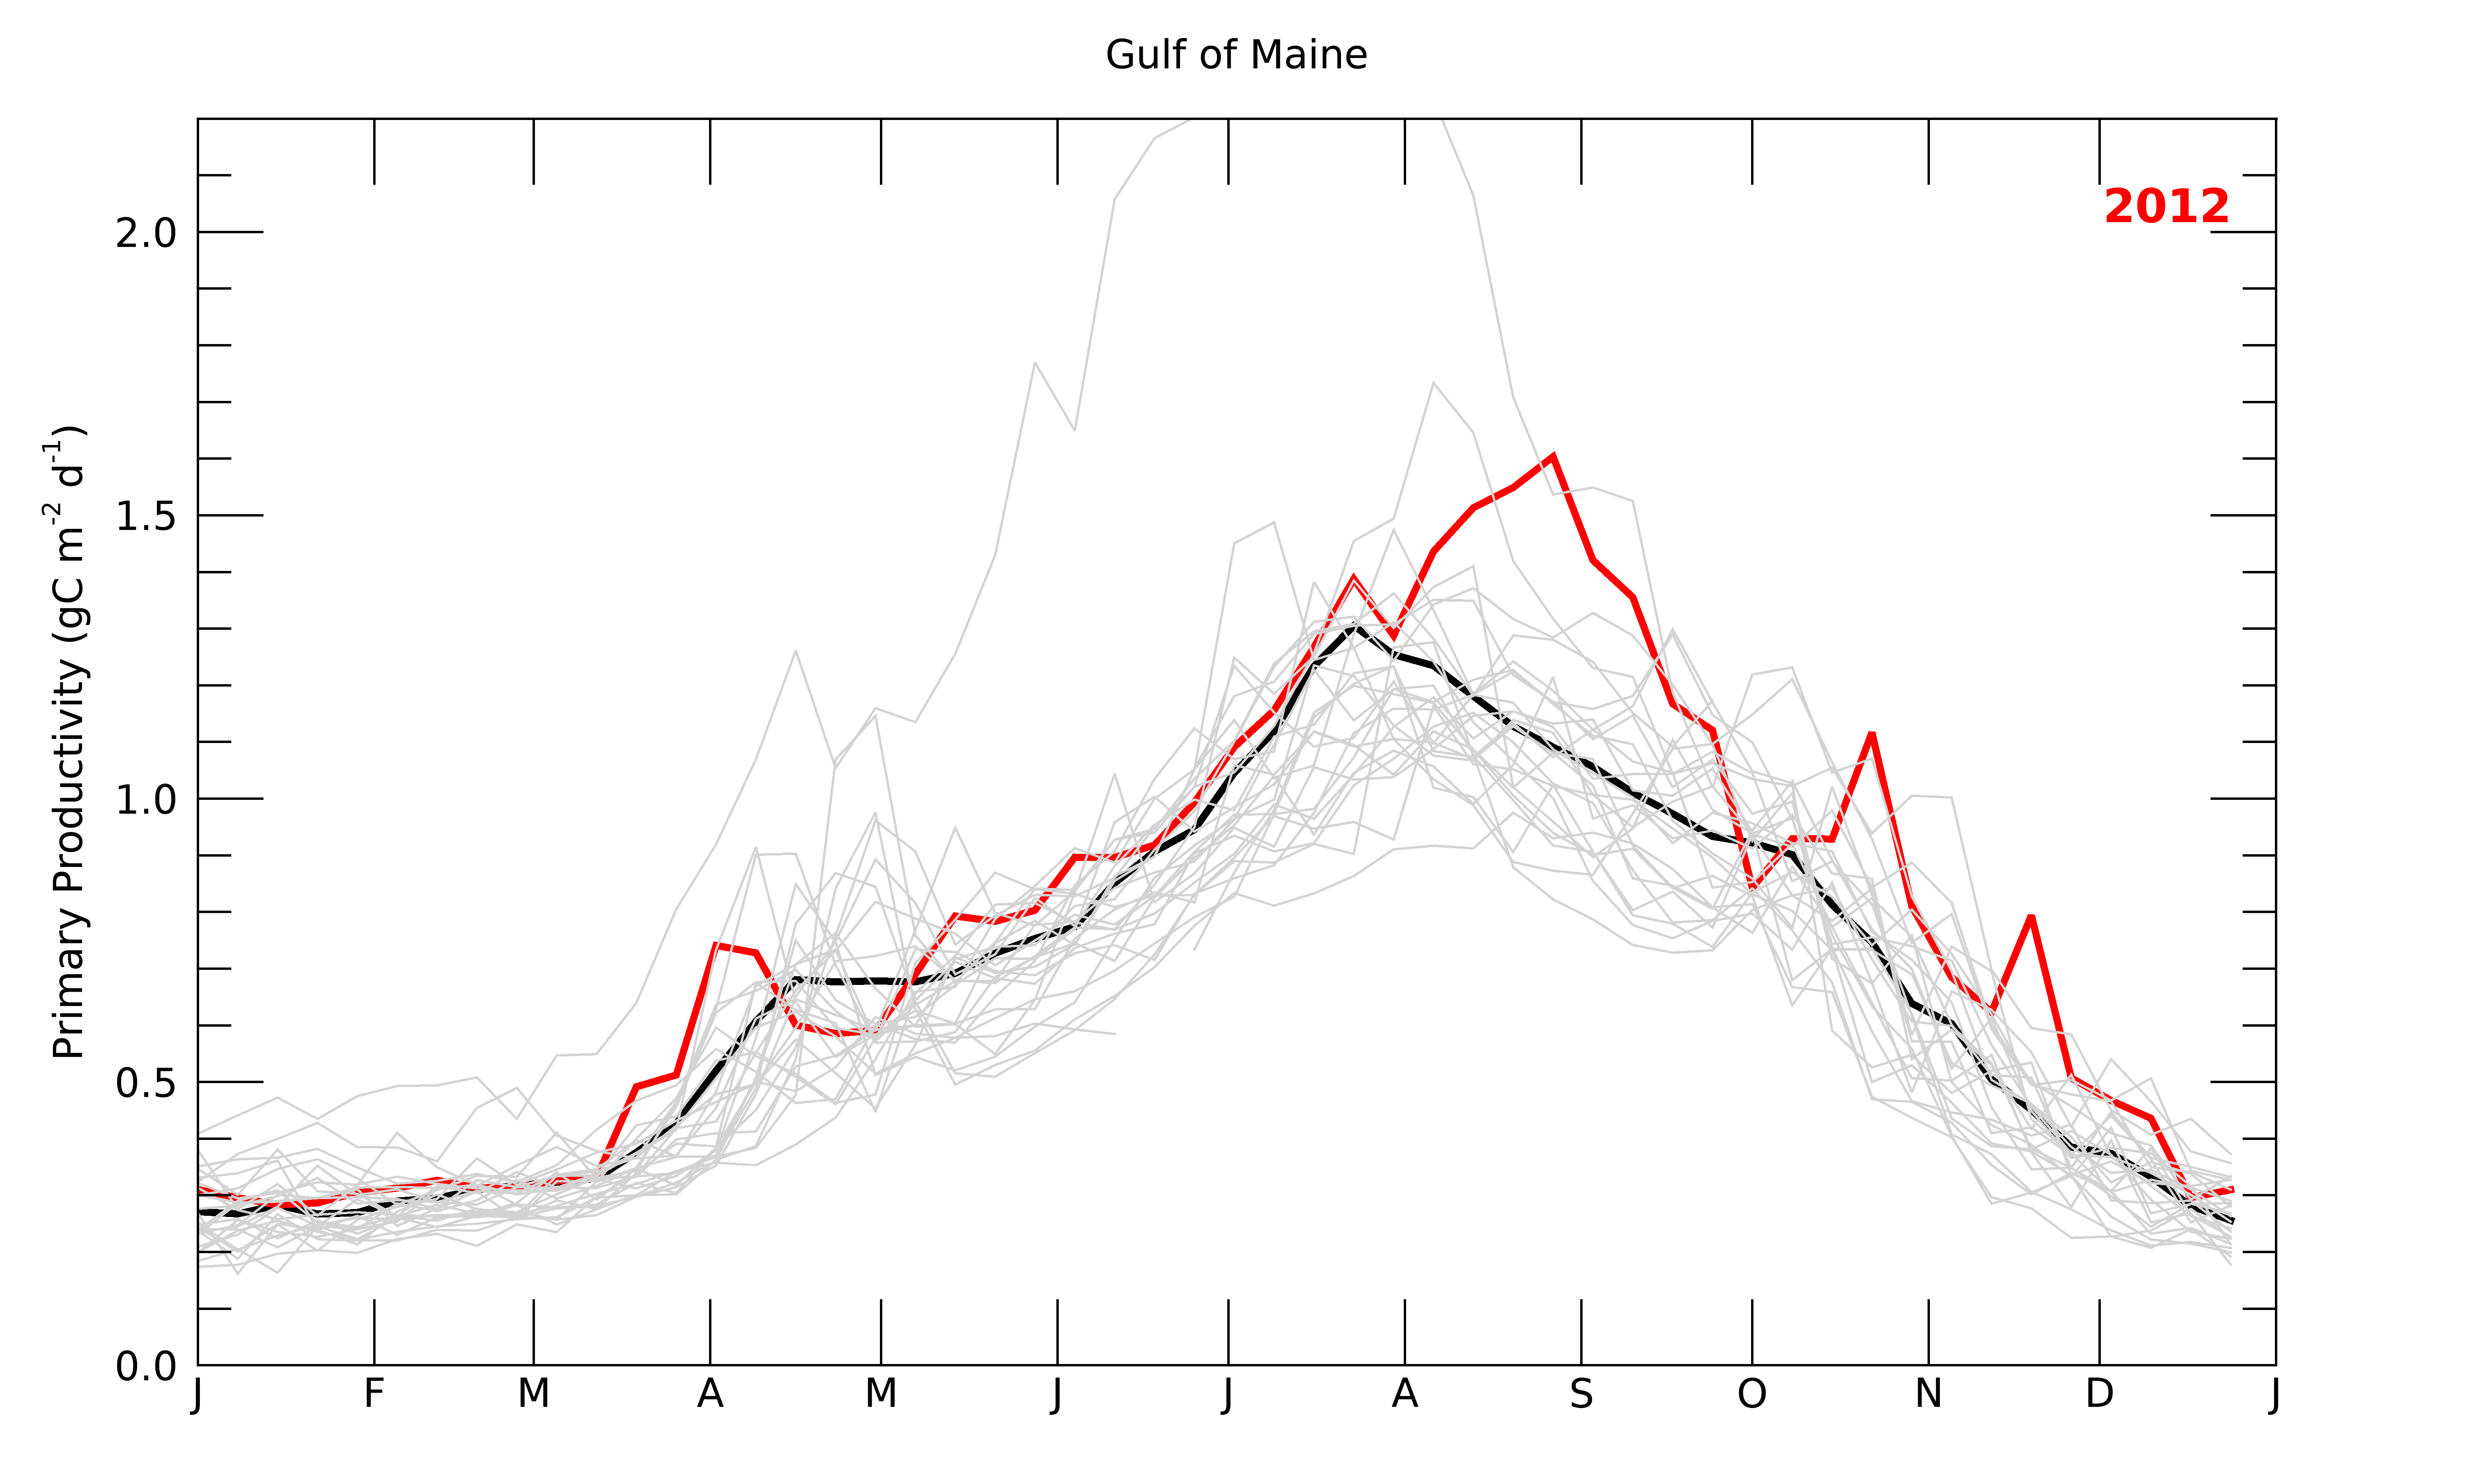 Gulf of Maine
2012
Primary Productivity (gC m⁻² d⁻¹)
2.0
1.5
1.0
0.5
0.0
J F M A M J J A S O N D J